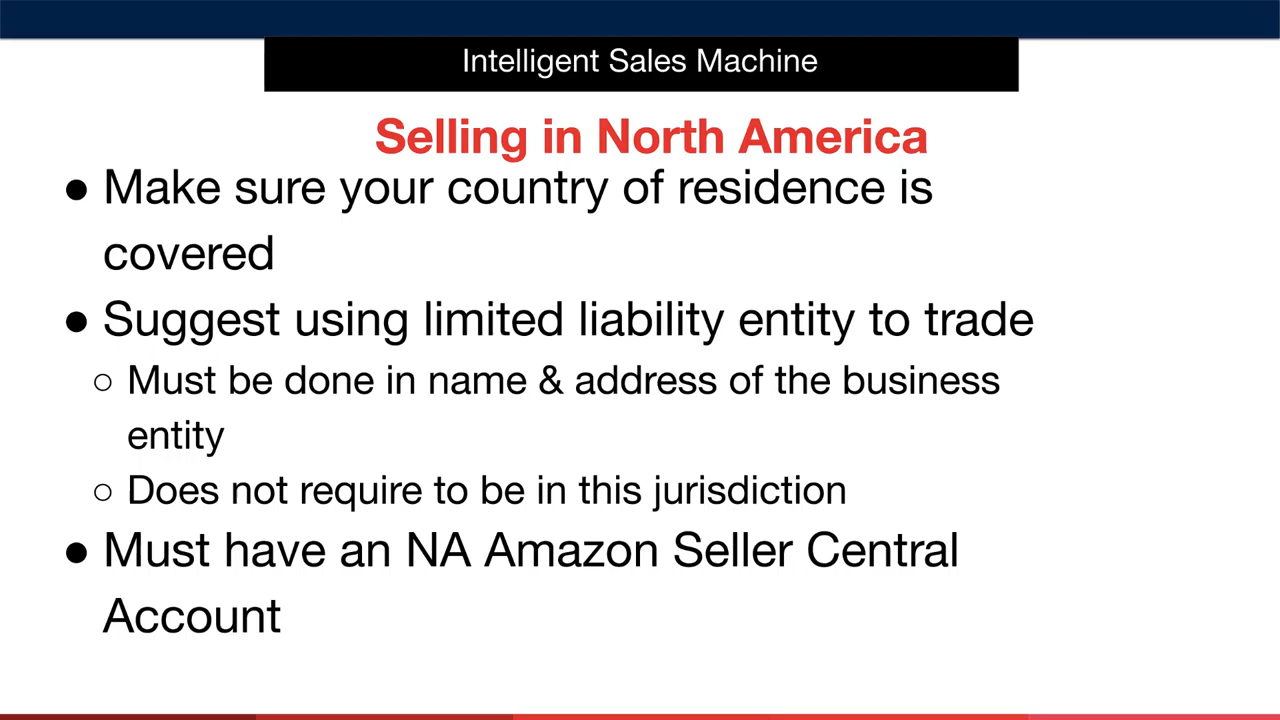 Intelligent Sales Machine
Selling in North America
● Make sure your country of residence is
covered
● Suggest using limited liability entity to trade
○ Must be done in name & address of the business
entity
○ Does not require to be in this jurisdiction
● Must have an NA Amazon Seller Central
Account